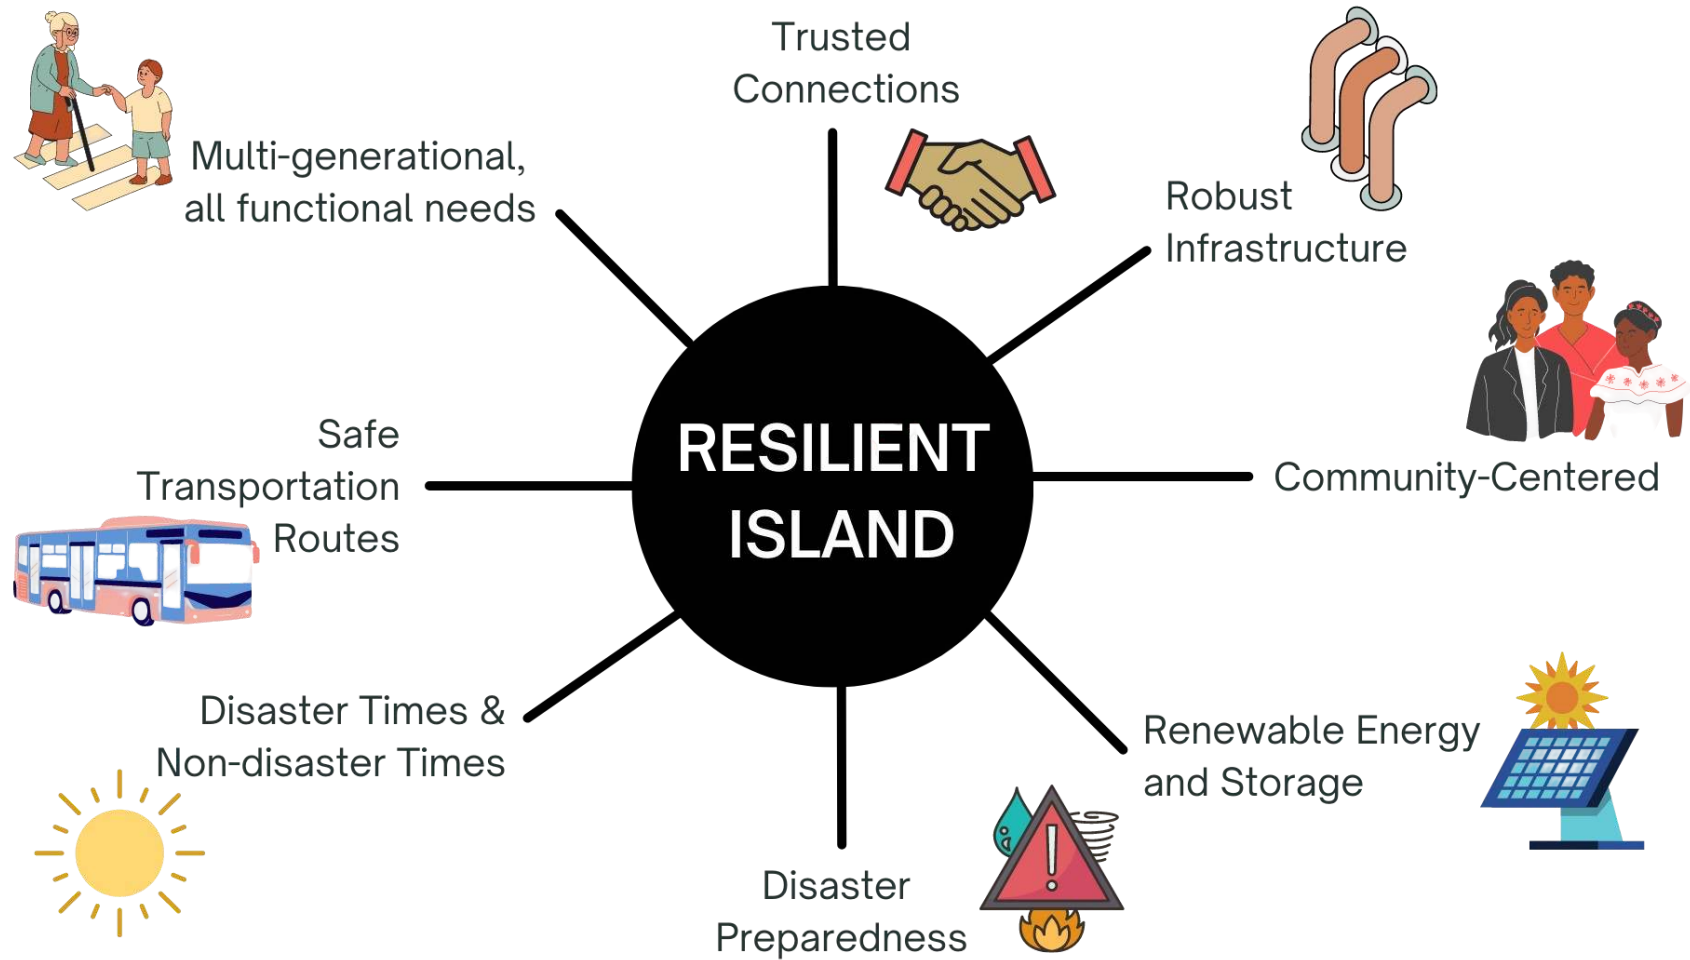 Trusted
Connections
Multi-generational,
all functional needs
Robust
Infrastructure
Safe
Transportation
Routes
RESILIENT
ISLAND
Community-Centered
Disaster Times &
Non-disaster Times
Renewable Energy
and Storage
Disaster
Preparedness